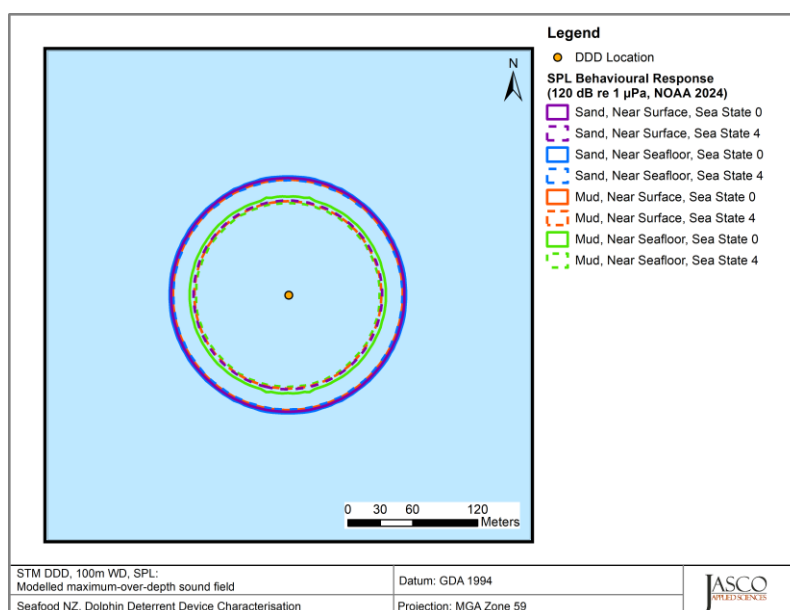 Legend
DDD Location
SPL Behavioural Response
(120 dB re 1 µPa, NOAA 2024)
Sand, Near Surface, Sea State 0
Sand, Near Surface, Sea State 4
Sand, Near Seafloor, Sea State 0
Sand, Near Seafloor, Sea State 4
Mud, Near Surface, Sea State 0
Mud, Near Surface, Sea State 4
Mud, Near Seafloor, Sea State 0
Mud, Near Seafloor, Sea State 4
N
0 30 60 120
Meters
STM DDD, 100m WD, SPL:
Modelled maximum-over-depth sound field
Datum: GDA 1994
Seafood NZ, Dolphin Deterrent Device Characterisation
Projection: MGA Zone 59
JASCO
APPLIED SCIENCES